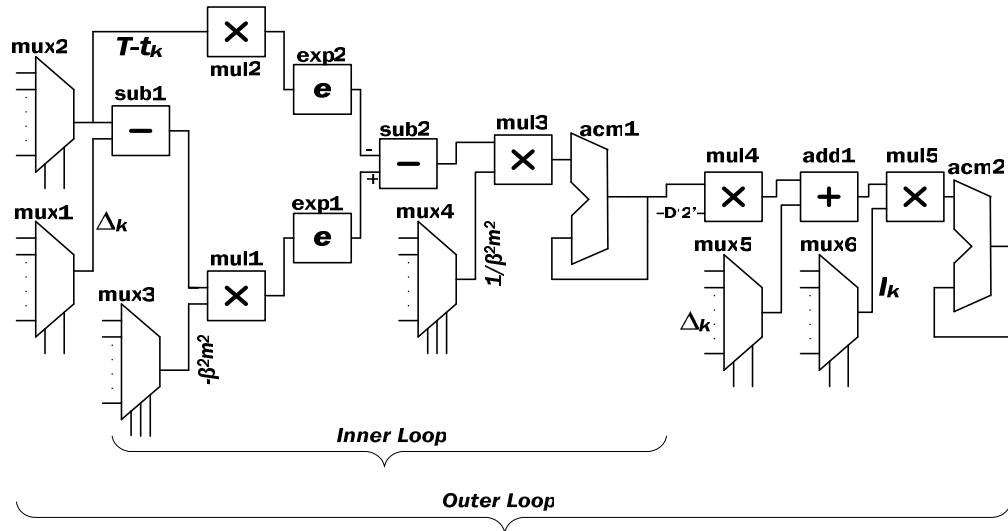 mux2
T-tk
mul2
exp2
e
sub1
−
sub2
-
+
−
mul3
×
acm1
mux1
Δk
exp1
e
mul1
×
mux3
-β²m²
mux4
1/β²m²
-D'2'-
mul4
×
add1
+
mul5
×
acm2
mux5
Δk
mux6
Ik
Inner Loop
Outer Loop